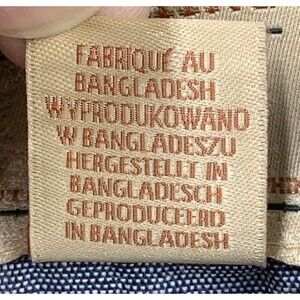 FABRIQUÉ AU
BANGLADESH
WYPRODUKOWANO
W BANGLADESZU
HERGESTELLT IN
BANGLADESCH
GEPRODUCEERD
IN BANGLADESH